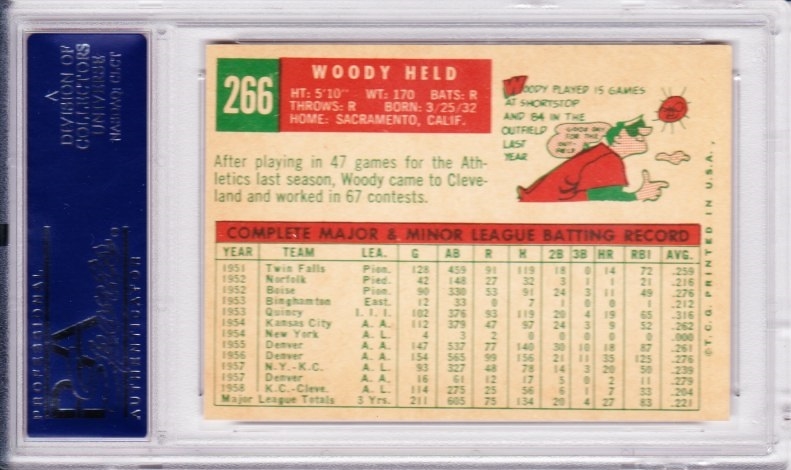 A
DIVISION OF
COLLECTORS
UNIVERSE
NASDAQ: CLCT
PSA
PROFESSIONAL
AUTHENTICATOR
266
WOODY HELD
HT: 5'10" WT: 170 BATS: R
THROWS: R BORN: 3/25/32
HOME: SACRAMENTO, CALIF.
After playing in 47 games for the Ath-
letics last season, Woody came to Cleve-
land and worked in 67 contests.
WOODY PLAYED 15 GAMES
AT SHORTSTOP
AND 84 IN THE
OUTFIELD
LAST
YEAR
GOOD DAY
FOR THE
OUT-
FIELD
COMPLETE MAJOR & MINOR LEAGUE BATTING RECORD
YEAR TEAM LEA. G AB R H 2B 3B HR RBI AVG.
1951 Twin Falls Pion. 128 459 91 119 18 0 14 72 .259
1952 Norfolk Pied. 42 148 27 32 3 1 1 21 .216
1952 Boise Pion. 90 330 53 91 24 3 11 49 .276
1953 Binghamton East. 12 33 0 7 1 0 0 1 .212
1953 Quincy I. I. I. 102 376 93 119 20 4 19 65 .316
1954 Kansas City A. A. 112 379 47 97 24 3 9 52 .262
1954 New York A. L. 4 3 2 0 0 0 0 0 .000
1955 Denver A. A. 147 537 77 140 30 10 18 87 .261
1956 Denver A. A. 154 565 99 156 21 11 35 125 .276
1957 N.Y.-K.C. A. L. 93 327 48 78 14 3 20 50 .239
1957 Denver A. A. 16 61 12 17 5 0 2 11 .279
1958 K.C.-Cleve. A. L. 114 275 25 56 6 1 7 33 .204
Major League Totals 3 Yrs. 211 605 75 134 20 4 27 83 .221
©T.C.G. PRINTED IN U.S.A.